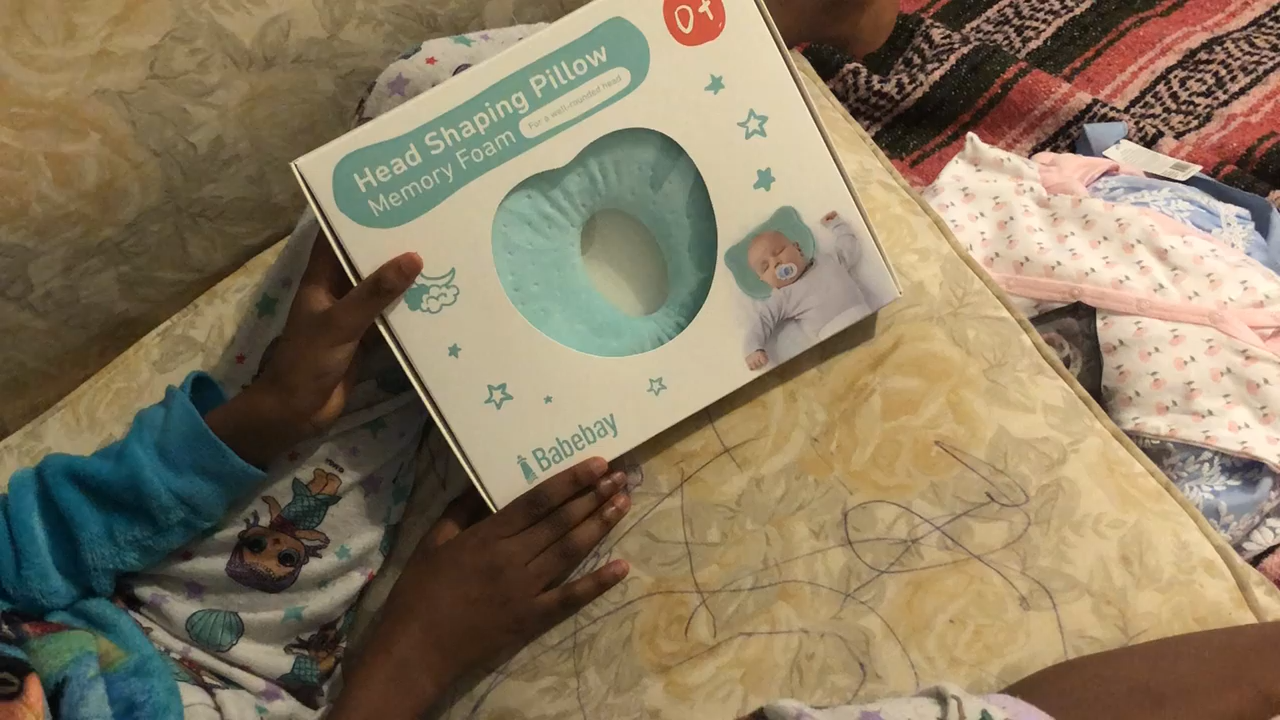 0+
Head Shaping Pillow
Memory Foam
For a well-rounded head
Babebay